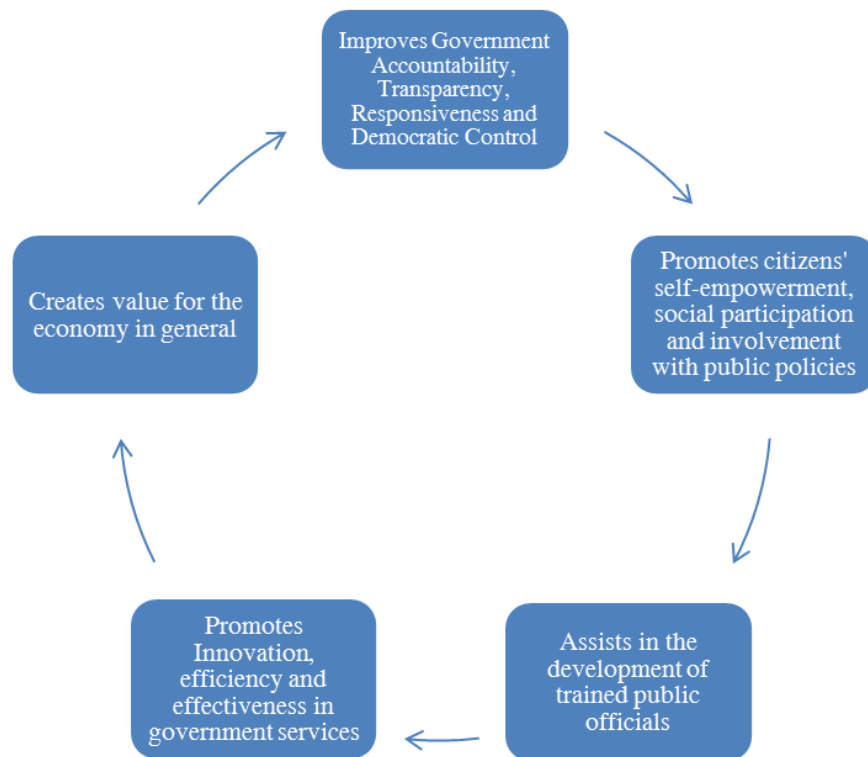 Improves Government
Accountability,
Transparency,
Responsiveness and
Democratic Control
Promotes citizens'
self-empowerment,
social participation
and involvement
with public policies
Assists in the
development of
trained public
officials
Promotes
Innovation,
efficiency and
effectiveness in
government services
Creates value for the
economy in general